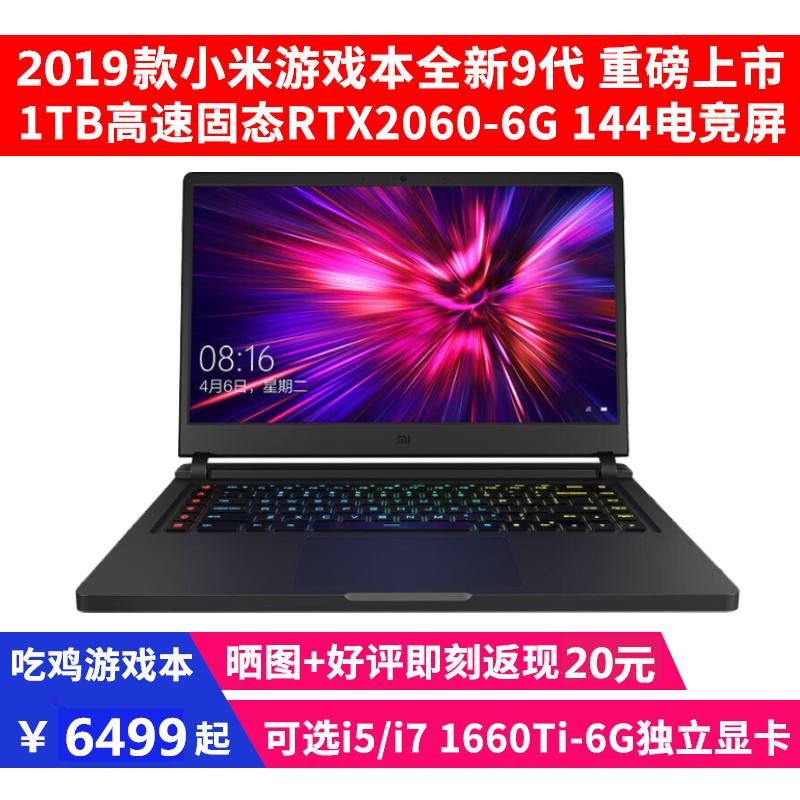 2019款小米游戏本全新9代 重磅上市
1TB高速固态RTX2060-6G 144电竞屏
08:16
4月6日，星期二
mi
吃鸡游戏本
晒图+好评即刻返现20元
￥6499起
可选i5/i7 1660Ti-6G独立显卡